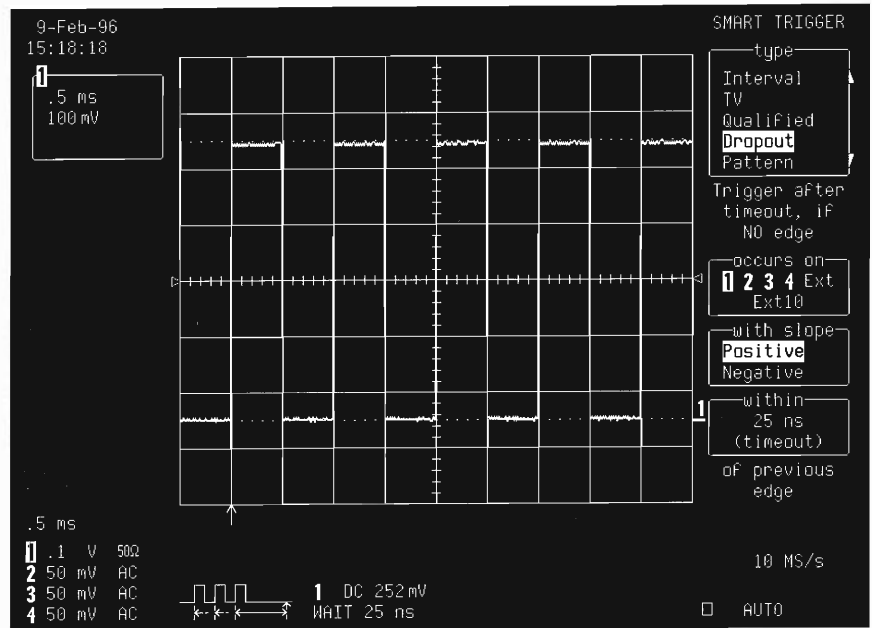 9-Feb-96
15:18:18
1
.5 ms
100 mV
SMART TRIGGER
type
Interval
TV
Qualified
Dropout
Pattern
Trigger after
timeout, if
NO edge
occurs on
1 2 3 4 Ext
Ext10
with slope
Positive
Negative
1
within
25 ns
(timeout)
of previous
edge
.5 ms
1 .1 V 50Ω
2 50 mV AC
3 50 mV AC
4 50 mV AC
1 DC 252 mV
WAIT 25 ns
10 MS/s
AUTO